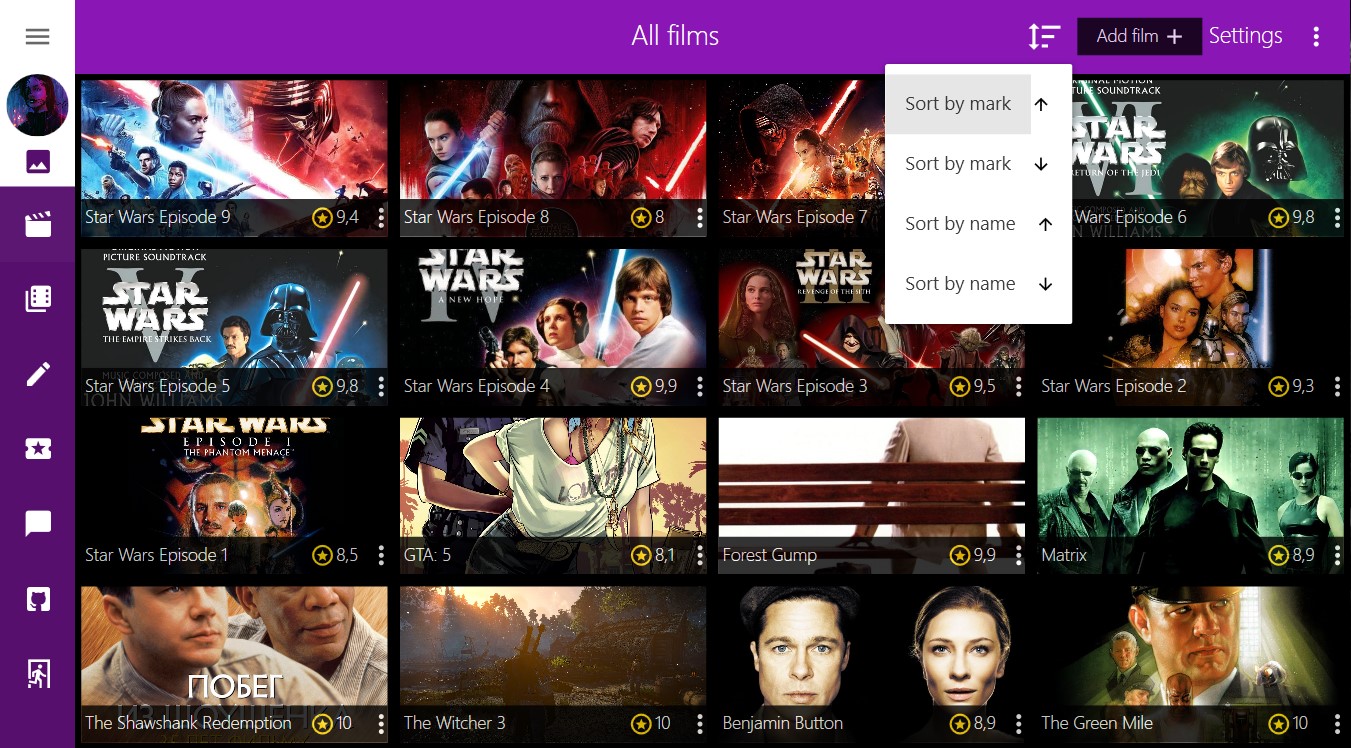 All films
Add film +
Settings
Sort by mark
Sort by mark
Sort by name
Sort by name
Star Wars Episode 9
9,4
Star Wars Episode 8
8
Star Wars Episode 7
MOTION
PICTURE SOUNDTRACK
STAR
WARS
VI
RETURN OF THE JEDI
JOHN WILLIAMS
Wars Episode 6
9,8
PICTURE SOUNDTRACK
STAR
WARS
V
THE EMPIRE STRIKES BACK
MUSIC COMPOSED AND
JOHN WILLIAMS
Star Wars Episode 5
9,8
STAR
WARS
IV
A NEW HOPE
Star Wars Episode 4
9,9
STAR
WARS
REVENGE OF THE SITH
Star Wars Episode 3
9,5
Star Wars Episode 2
9,3
STAR WARS
EPISODE I
THE PHANTOM MENACE
Star Wars Episode 1
8,5
GTA: 5
8,1
Forest Gump
9,9
Matrix
8,9
ПОБЕГ
ИЗ ШОУШЕНКА
The Shawshank Redemption
10
The Witcher 3
10
Benjamin Button
8,9
The Green Mile
10